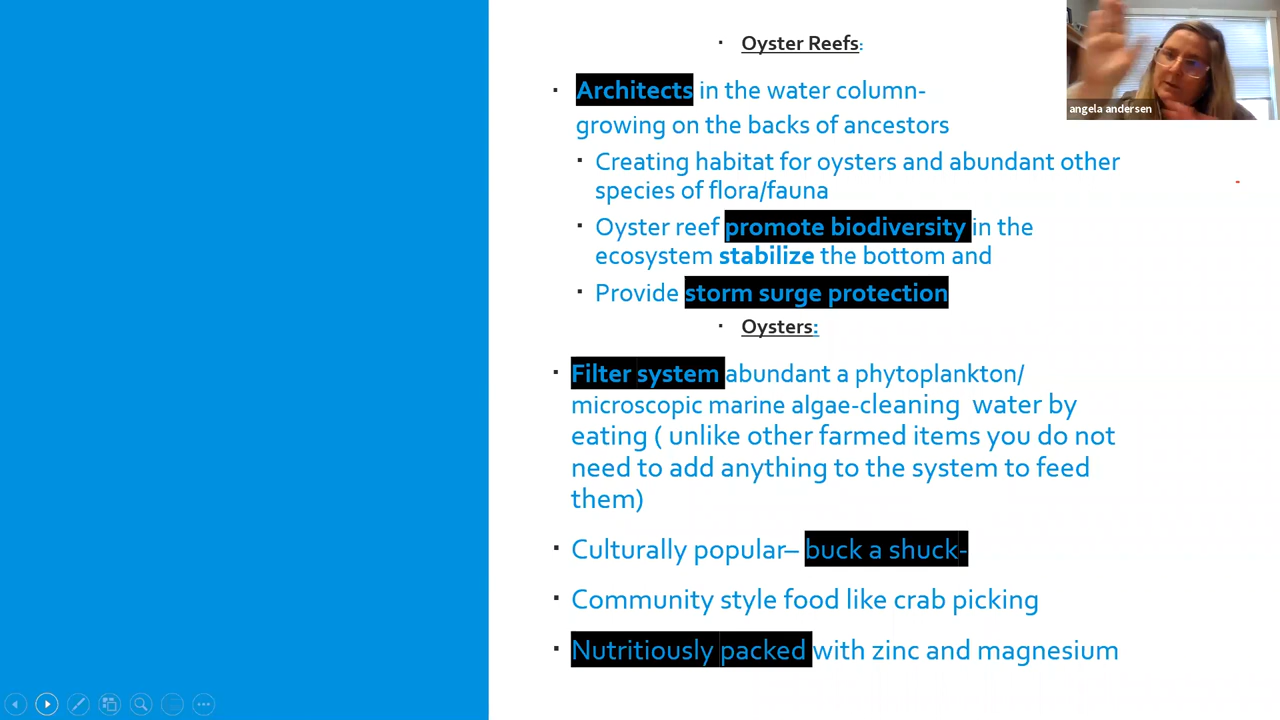 Oyster Reefs:
angela andersen
Architects in the water column-
growing on the backs of ancestors
Creating habitat for oysters and abundant other
species of flora/fauna
Oyster reef promote biodiversity in the
ecosystem stabilize the bottom and
Provide storm surge protection
Oysters:
Filter system abundant a phytoplankton/
microscopic marine algae-cleaning water by
eating ( unlike other farmed items you do not
need to add anything to the system to feed
them)
Culturally popular– buck a shuck-
Community style food like crab picking
Nutritiously packed with zinc and magnesium